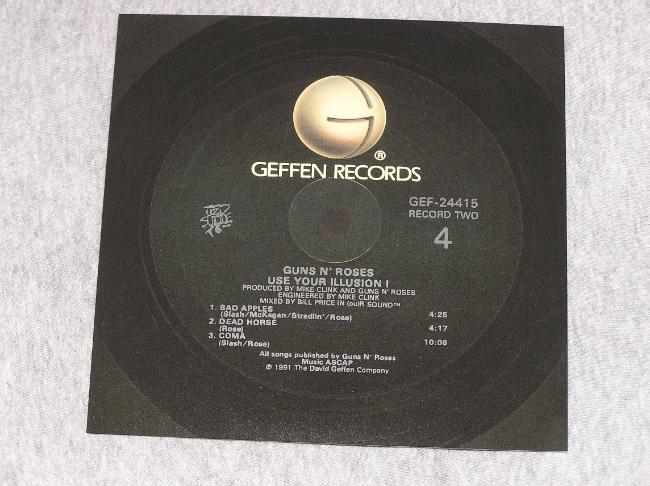 ®
GEFFEN RECORDS
GEF-24415
RECORD TWO
4
GUNS N' ROSES
USE YOUR ILLUSION I
PRODUCED BY MIKE CLINK AND GUNS N' ROSES
ENGINEERED BY MIKE CLINK
MIXED BY BILL PRICE IN (ou)R SOUND™
1. BAD APPLES 4:25
(Slash/McKagan/Stradlin'/Rose)
2. DEAD HORSE 4:17
(Rose)
3. COMA 10:08
(Slash/Rose)
All songs published by Guns N' Roses
Music ASCAP
℗ 1991 The David Geffen Company